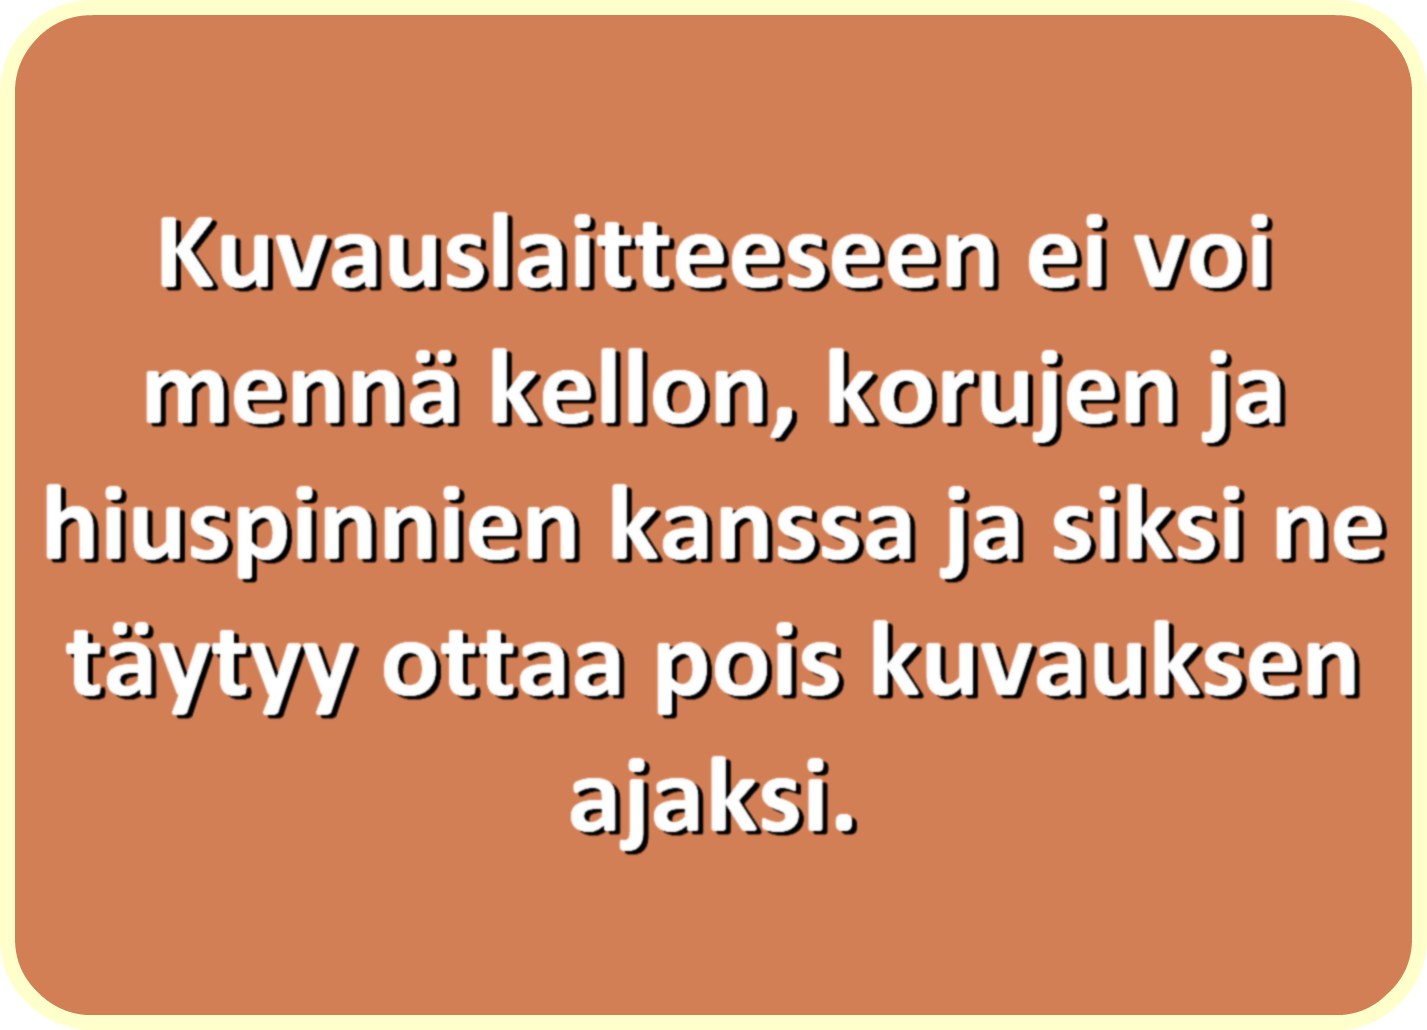 Kuvauslaitteeseen ei voi
mennä kellon, korujen ja
hiuspinnien kanssa ja siksi ne
täytyy ottaa pois kuvauksen
ajaksi.